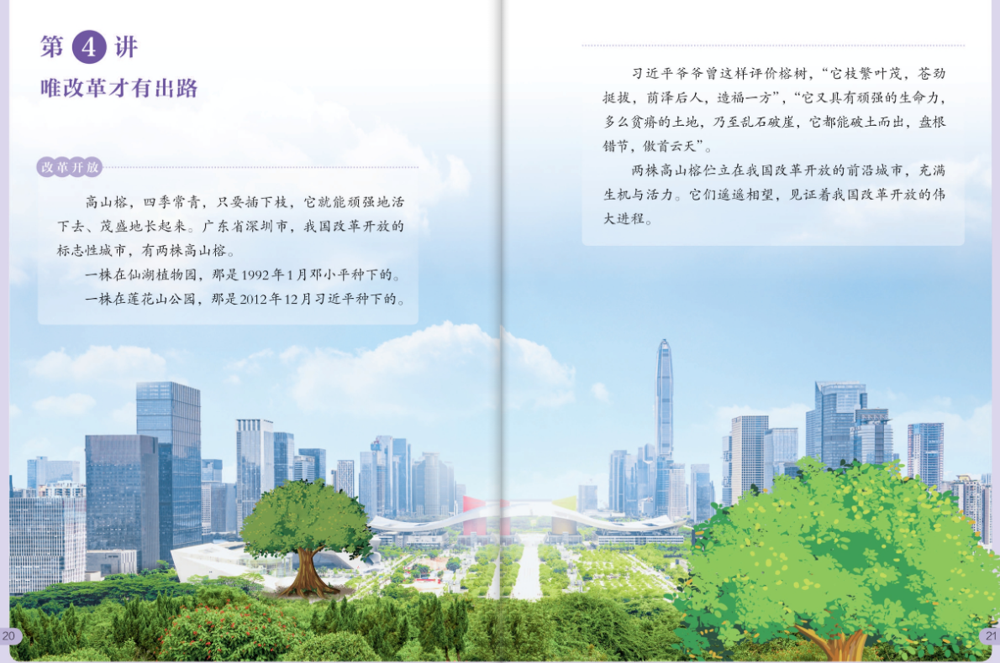 第4讲
唯改革才有出路
改革开放
高山榕，四季常青，只要插下枝，它就能顽强地活
下去、茂盛地长起来。广东省深圳市，我国改革开放的
标志性城市，有两株高山榕。
一株在仙湖植物园，那是1992年1月邓小平种下的。
一株在莲花山公园，那是2012年12月习近平种下的。
20
习近平爷爷曾这样评价榕树，“它枝繁叶茂，苍劲
挺拔，荫泽后人，造福一方”，“它又具有顽强的生命力，
多么贫瘠的土地，乃至乱石破崖，它都能破土而出，盘根
错节，傲首云天”。
两株高山榕伫立在我国改革开放的前沿城市，充满
生机与活力。它们遥遥相望，见证着我国改革开放的伟
大进程。
21